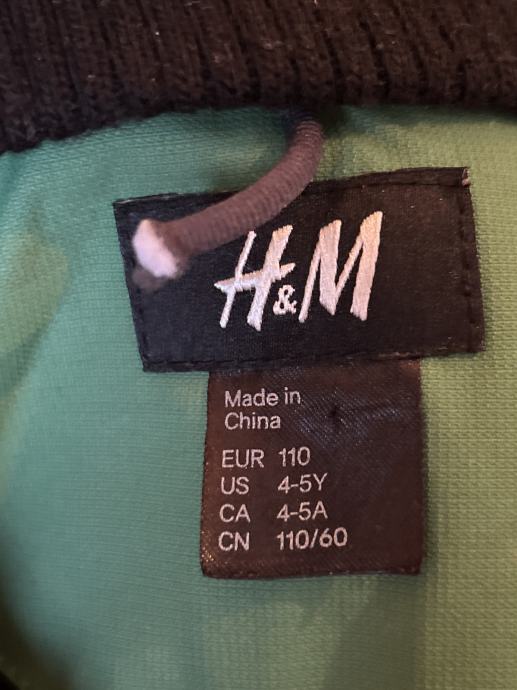 H&M
Made in
China
EUR 110
US 4-5Y
CA 4-5A
CN 110/60